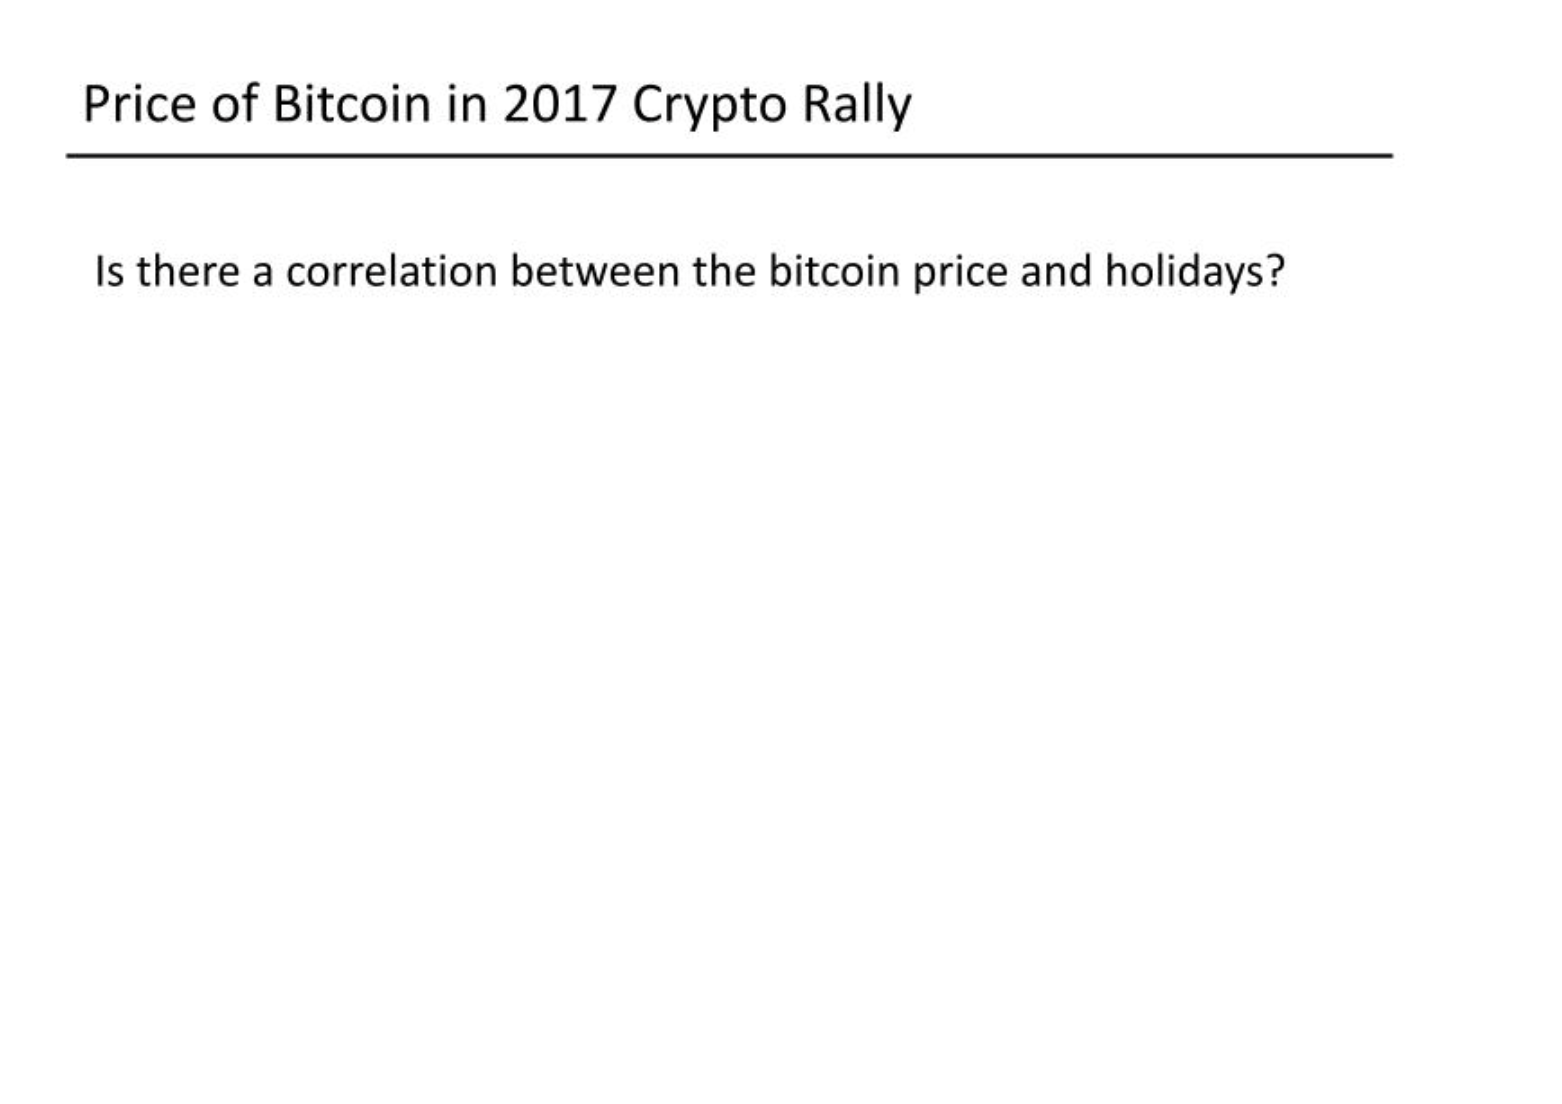 Price of Bitcoin in 2017 Crypto Rally
Is there a correlation between the bitcoin price and holidays?